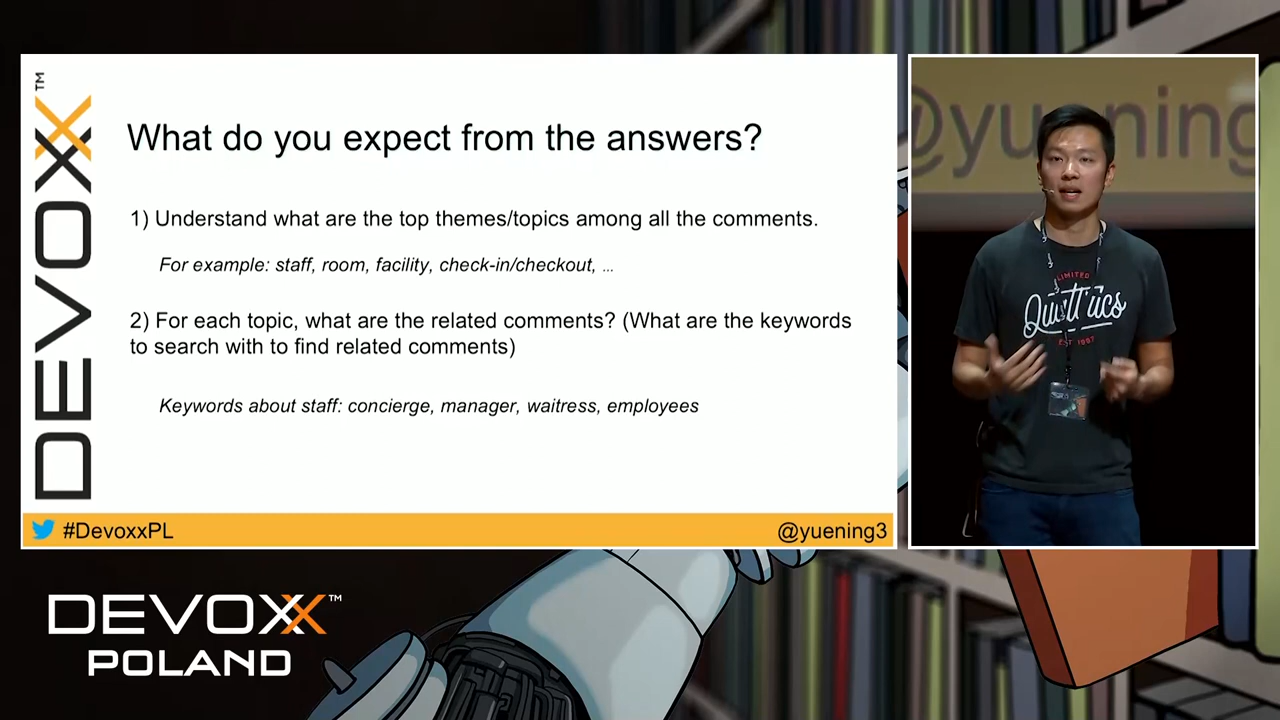 DEVOXX™
What do you expect from the answers?
1) Understand what are the top themes/topics among all the comments.
For example: staff, room, facility, check-in/checkout, ...
2) For each topic, what are the related comments? (What are the keywords
to search with to find related comments)
Keywords about staff: concierge, manager, waitress, employees
#DevoxxPL
@yuening3
@yuening
LIMITED
Qualtrics
EST 1997
DEVOXX™
POLAND